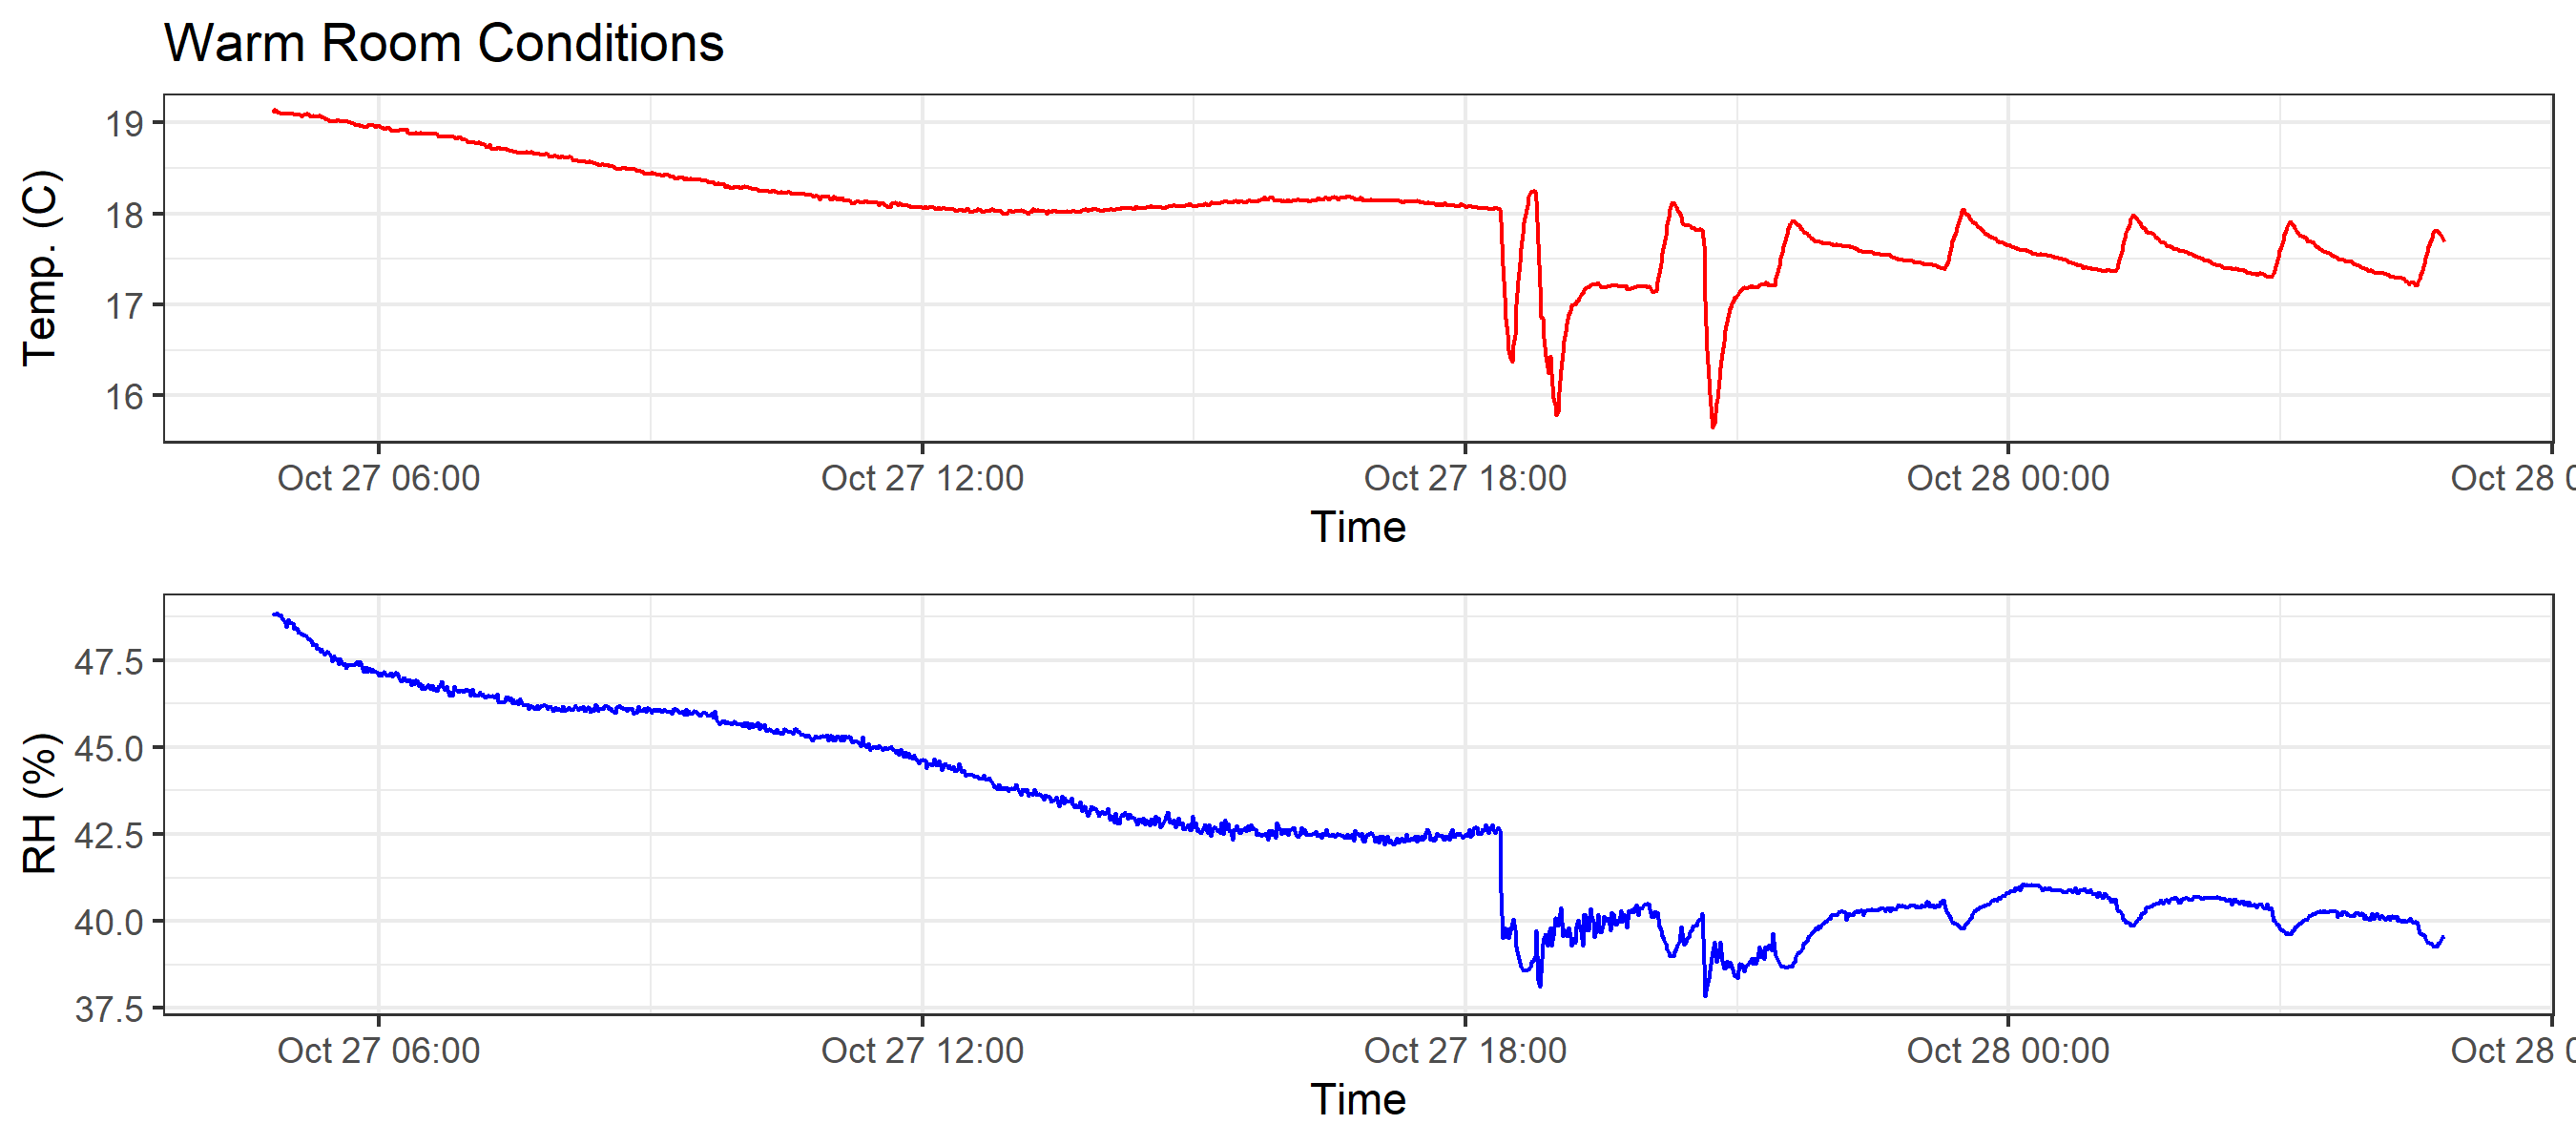 Warm Room Conditions
Temp. (C)
19
18
17
16
Oct 27 06:00 Oct 27 12:00 Oct 27 18:00 Oct 28 00:00 Oct 28 0
Time
RH (%)
47.5
45.0
42.5
40.0
37.5
Oct 27 06:00 Oct 27 12:00 Oct 27 18:00 Oct 28 00:00 Oct 28 0
Time